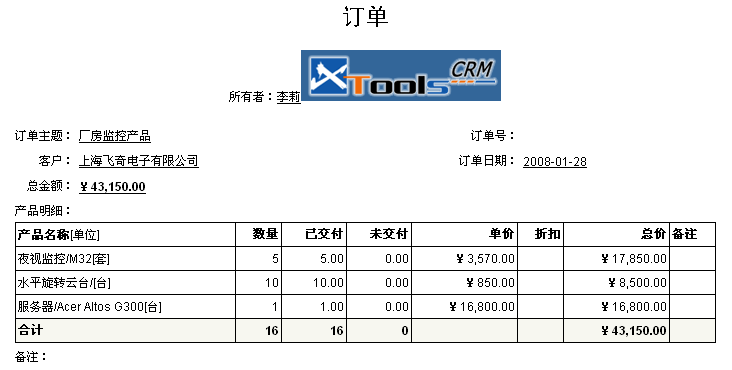 订单
所有者：李莉 XTools CRM
订单主题： 厂房监控产品 订单号：
客户： 上海飞奇电子有限公司 订单日期： 2008-01-28
总金额： ¥ 43,150.00
产品明细：
产品名称[单位] 数量 已交付 未交付 单价 折扣 总价 备注
夜视监控/M32[套] 5 5.00 0.00 ¥ 3,570.00 ¥ 17,850.00
水平旋转云台/[台] 10 10.00 0.00 ¥ 850.00 ¥ 8,500.00
服务器/Acer Altos G300[台] 1 1.00 0.00 ¥ 16,800.00 ¥ 16,800.00
合计 16 16 0 ¥ 43,150.00
备注：